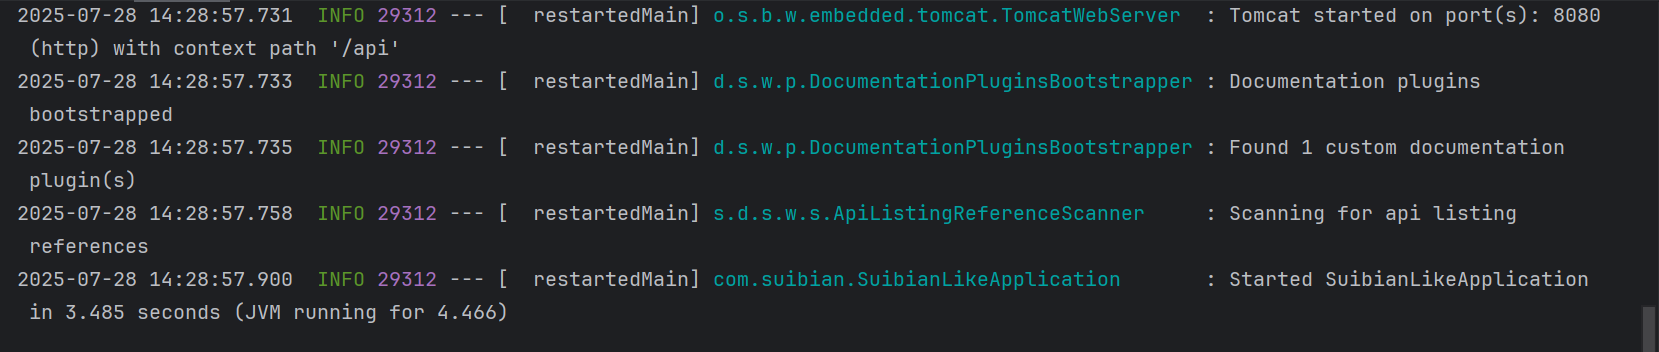 2025-07-28 14:28:57.731  INFO 29312 --- [  restartedMain] o.s.b.w.embedded.tomcat.TomcatWebServer  : Tomcat started on port(s): 8080
(http) with context path '/api'
2025-07-28 14:28:57.733  INFO 29312 --- [  restartedMain] d.s.w.p.DocumentationPluginsBootstrapper : Documentation plugins
bootstrapped
2025-07-28 14:28:57.735  INFO 29312 --- [  restartedMain] d.s.w.p.DocumentationPluginsBootstrapper : Found 1 custom documentation
plugin(s)
2025-07-28 14:28:57.758  INFO 29312 --- [  restartedMain] s.d.s.w.s.ApiListingReferenceScanner     : Scanning for api listing
references
2025-07-28 14:28:57.900  INFO 29312 --- [  restartedMain] com.suibian.SuibianLikeApplication       : Started SuibianLikeApplication
in 3.485 seconds (JVM running for 4.466)